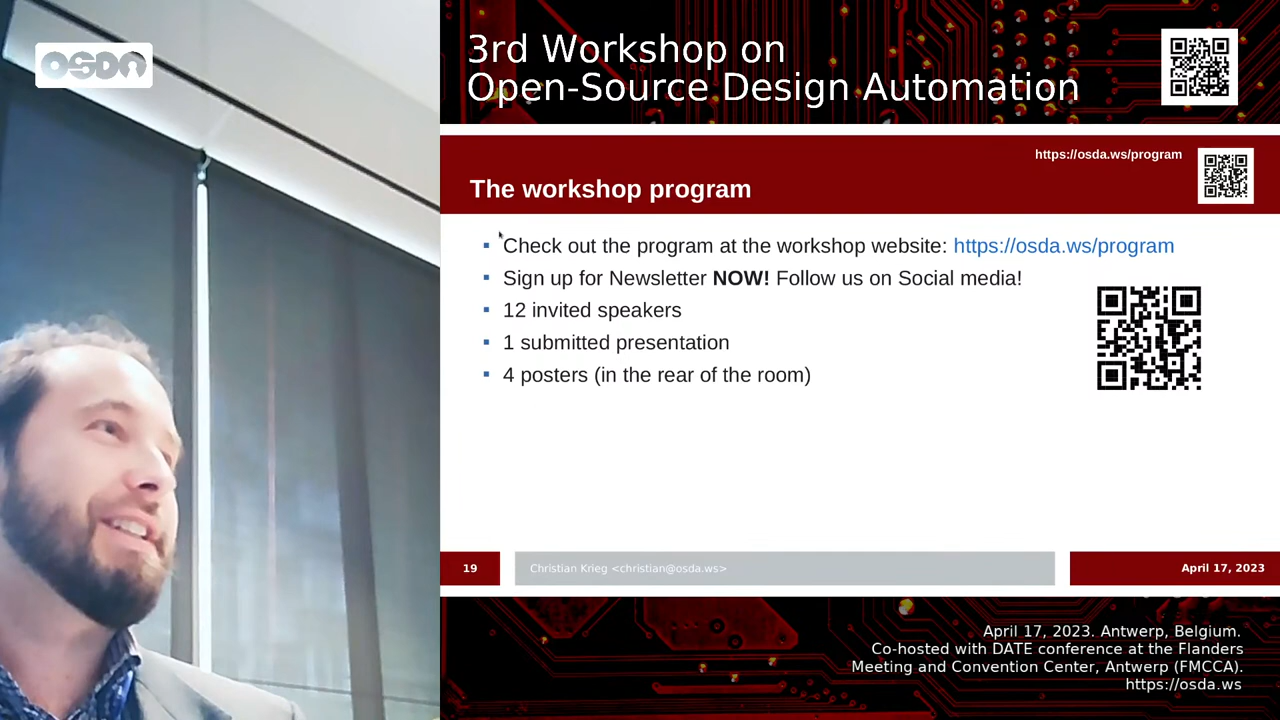 OSDA
3rd Workshop on
Open-Source Design Automation
https://osda.ws/program
The workshop program
Check out the program at the workshop website: https://osda.ws/program
Sign up for Newsletter NOW! Follow us on Social media!
12 invited speakers
1 submitted presentation
4 posters (in the rear of the room)
19
Christian Krieg <christian@osda.ws>
April 17, 2023
April 17, 2023. Antwerp, Belgium.
Co-hosted with DATE conference at the Flanders
Meeting and Convention Center, Antwerp (FMCCA).
https://osda.ws